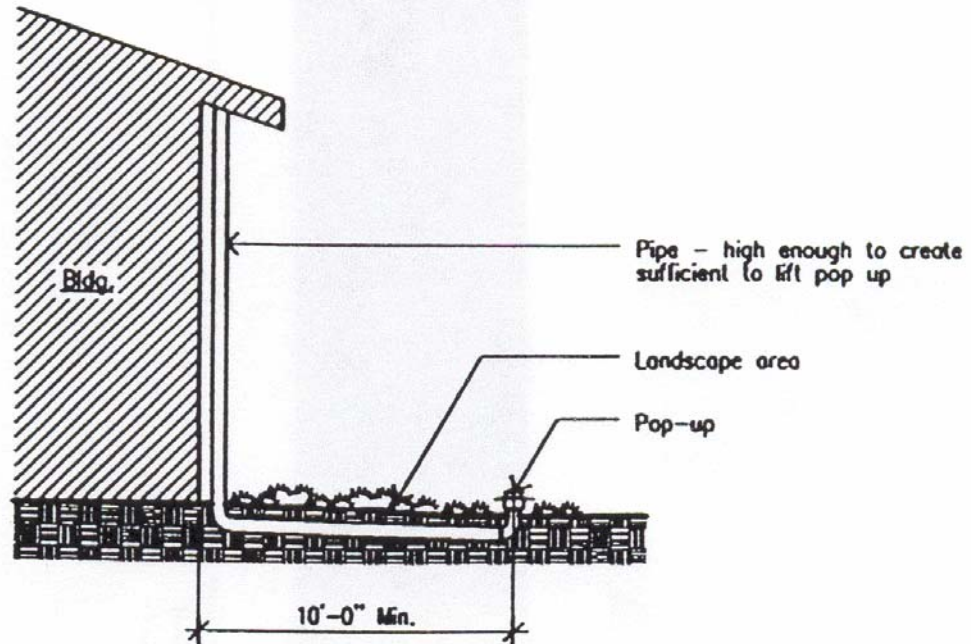 Bldg.
Pipe - high enough to create
sufficient to lift pop up
Landscape area
Pop-up
10'-0" Min.